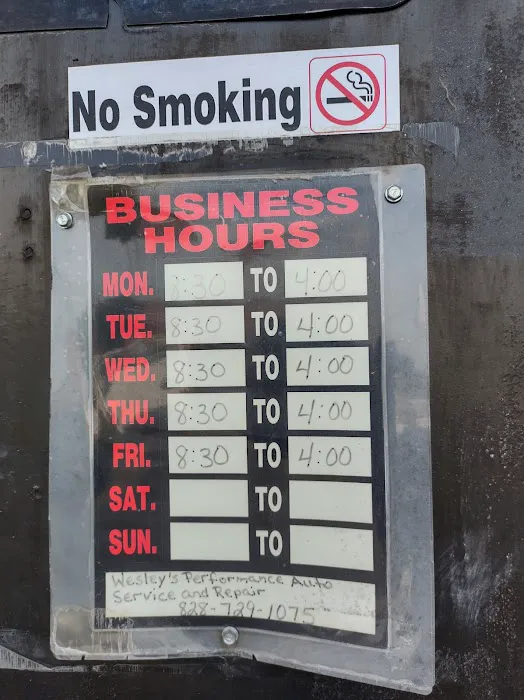 No Smoking
BUSINESS
HOURS
MON. 8:30 TO 4:00
TUE. 8:30 TO 4:00
WED. 8:30 TO 4:00
THU. 8:30 TO 4:00
FRI. 8:30 TO 4:00
SAT. TO
SUN. TO
Wesley's Performance Auto
Service and Repair
828-729-1075